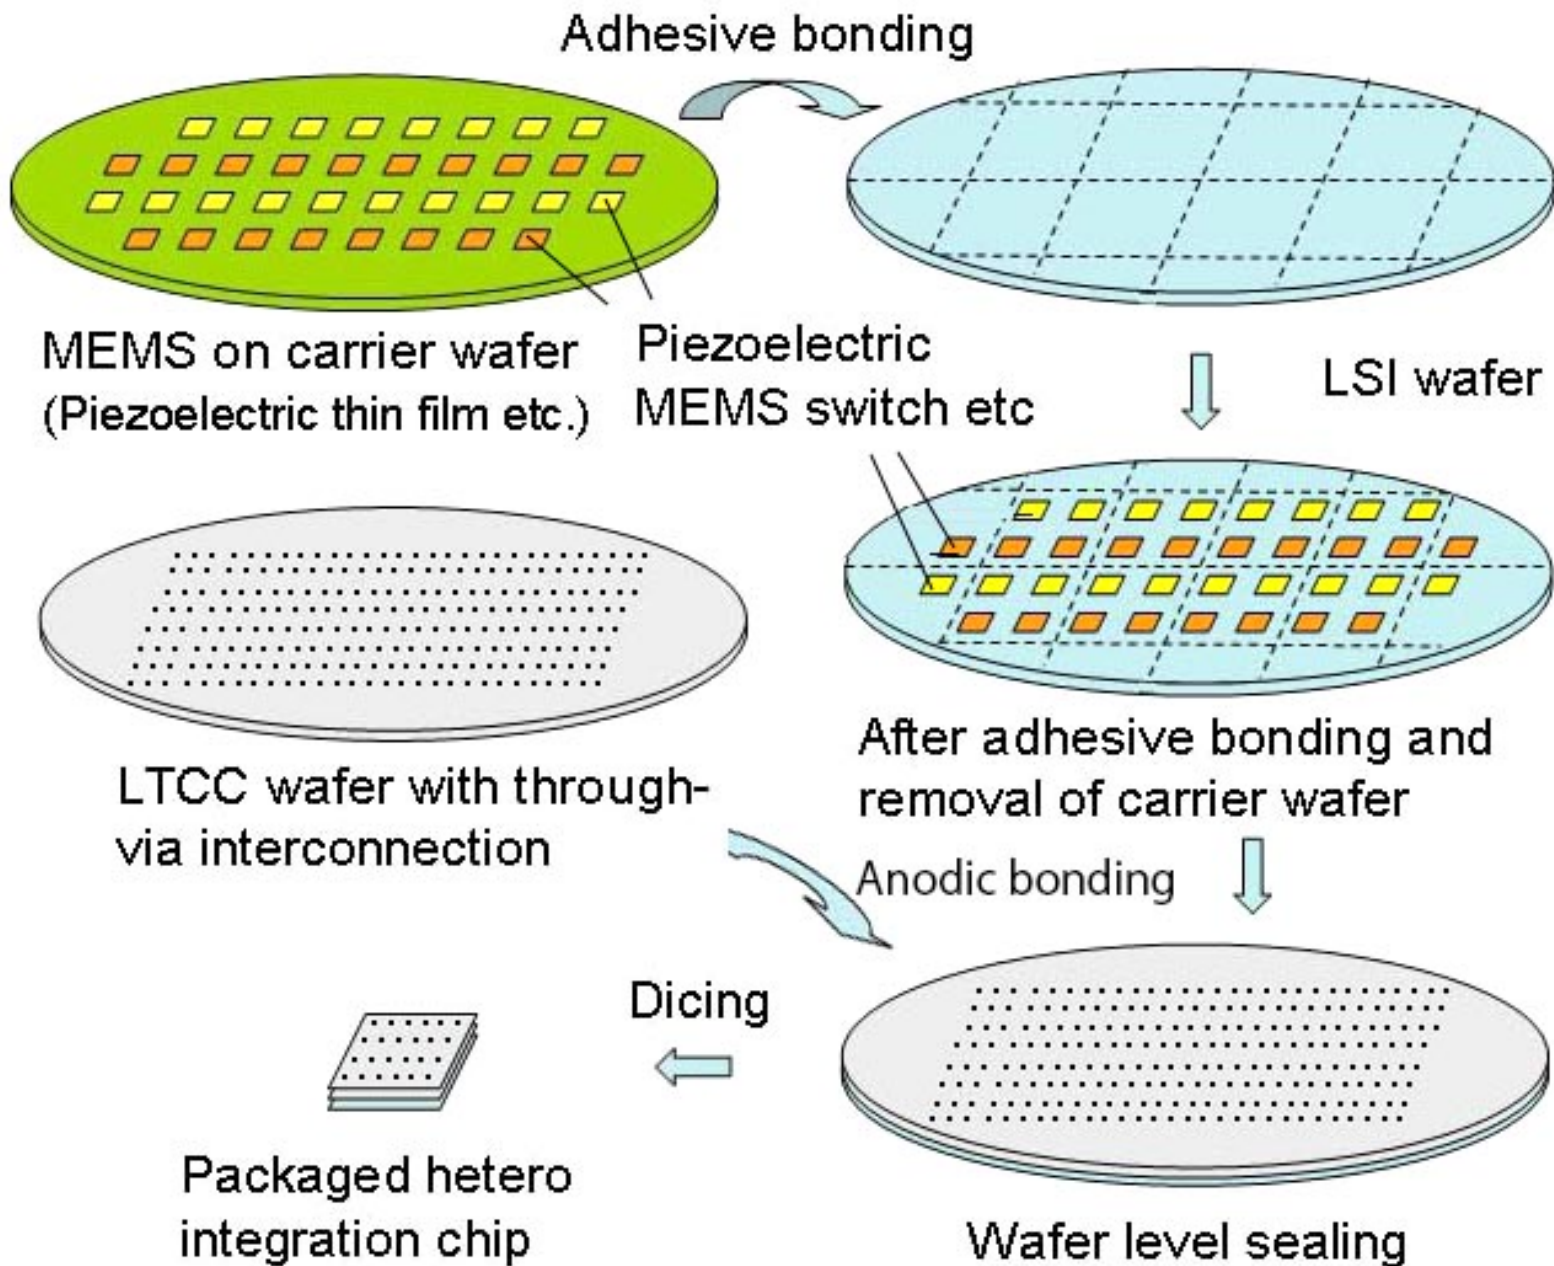 Adhesive bonding
MEMS on carrier wafer
(Piezoelectric thin film etc.)
Piezoelectric
MEMS switch etc
LSI wafer
After adhesive bonding and
removal of carrier wafer
LTCC wafer with through-
via interconnection
Anodic bonding
Dicing
Packaged hetero
integration chip
Wafer level sealing